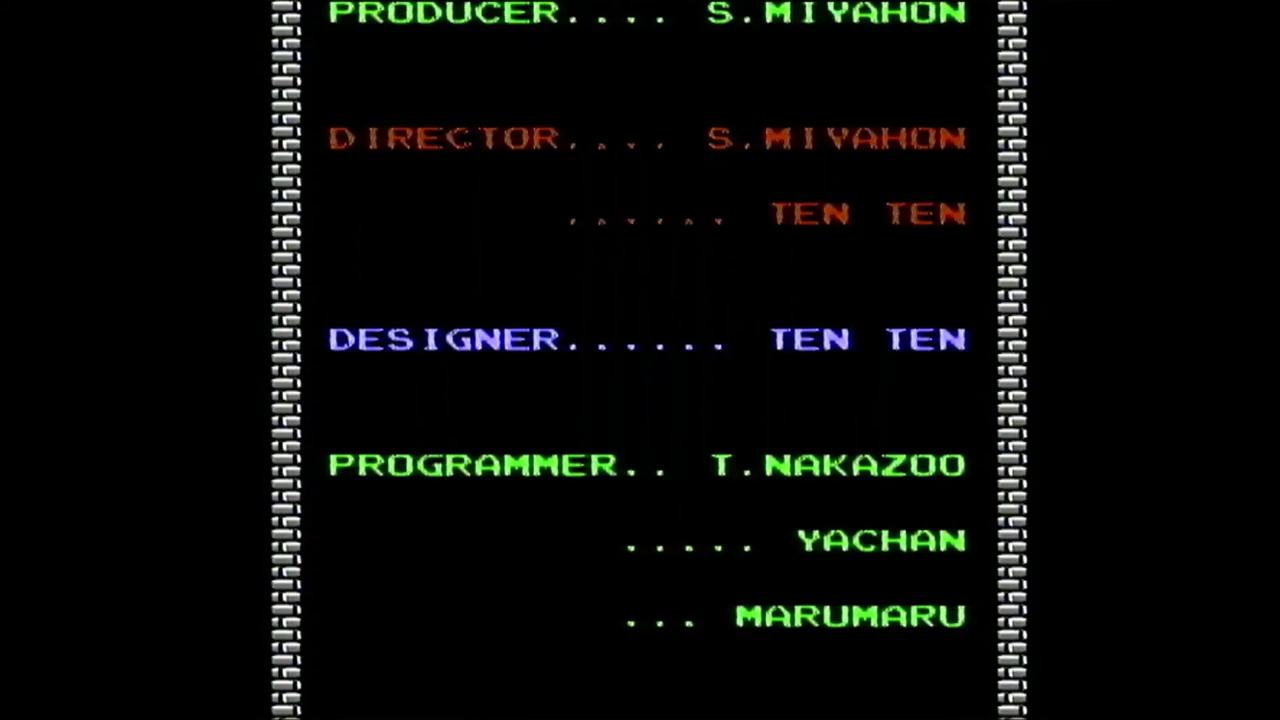 PRODUCER.... S.MIYAHON
DIRECTOR.... S.MIYAHON
...... TEN TEN
DESIGNER...... TEN TEN
PROGRAMMER.. T.NAKAZOO
..... YACHAN
... MARUMARU